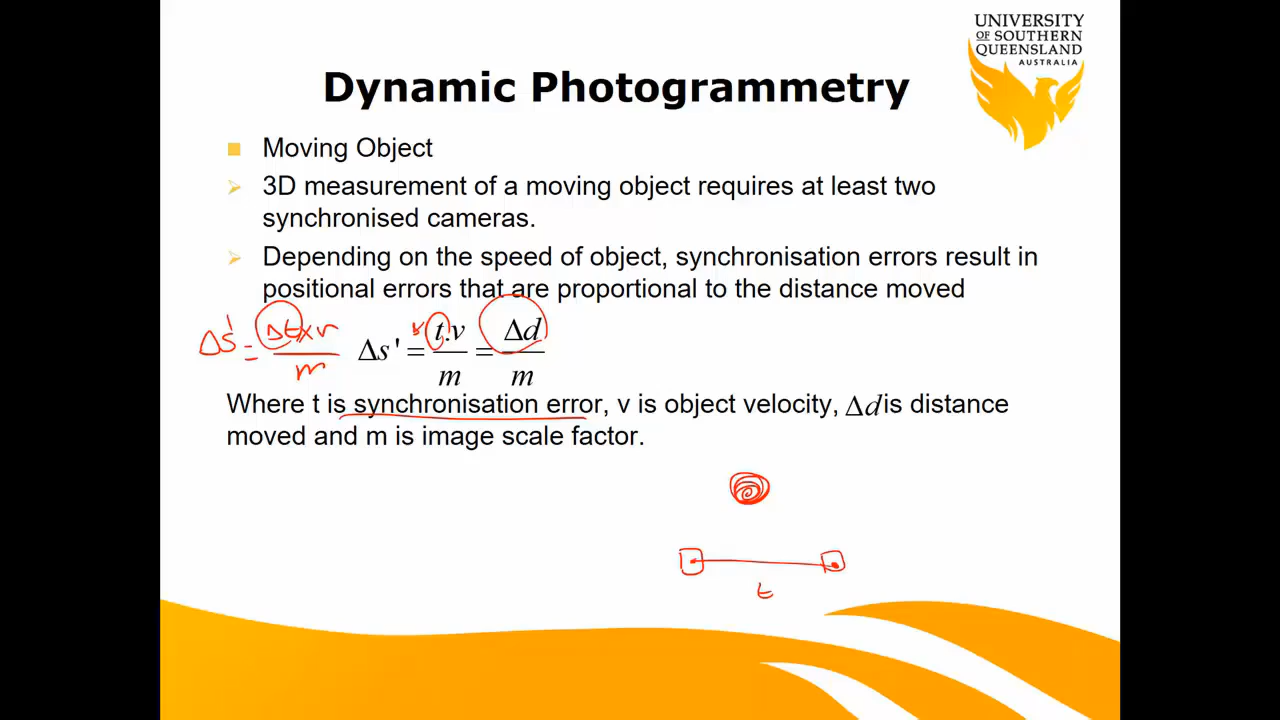 UNIVERSITY
OF SOUTHERN
QUEENSLAND
AUSTRALIA
Dynamic Photogrammetry
Moving Object
3D measurement of a moving object requires at least two
synchronised cameras.
Depending on the speed of object, synchronisation errors result in
positional errors that are proportional to the distance moved
Δs' = Δt×v / m
Δs' = t.v / m = Δd / m
Where t is synchronisation error, v is object velocity, Δd is distance
moved and m is image scale factor.
t